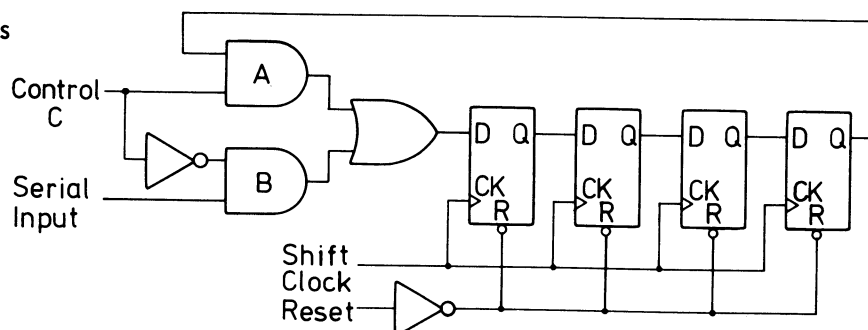 s
A
Control
C
B
Serial
Input
D Q
CK
R
D Q
CK
R
D Q
CK
R
D Q
CK
R
Shift
Clock
Reset